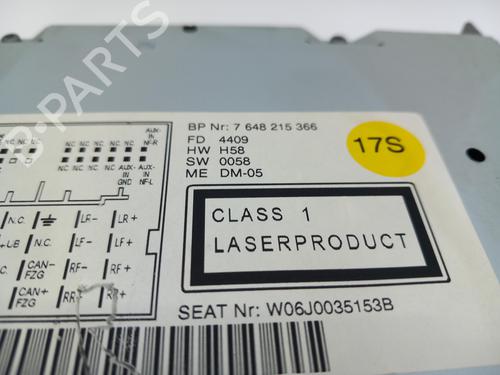 B-PARTS
BP Nr: 7 648 215 366
FD 4409
HW H58
SW 0058
ME DM-05
17S
AUX-IN NF-R
N.C. N.C. N.C. N.C.
AUX-IN GND
AUX-IN NF-L
N.C. LR- LR+
+UB N.C. LF- LF+
CAN-FZG RF- RF+
CAN+FZG RR- RR+
CLASS 1
LASERPRODUCT
SEAT Nr: W06J0035153B